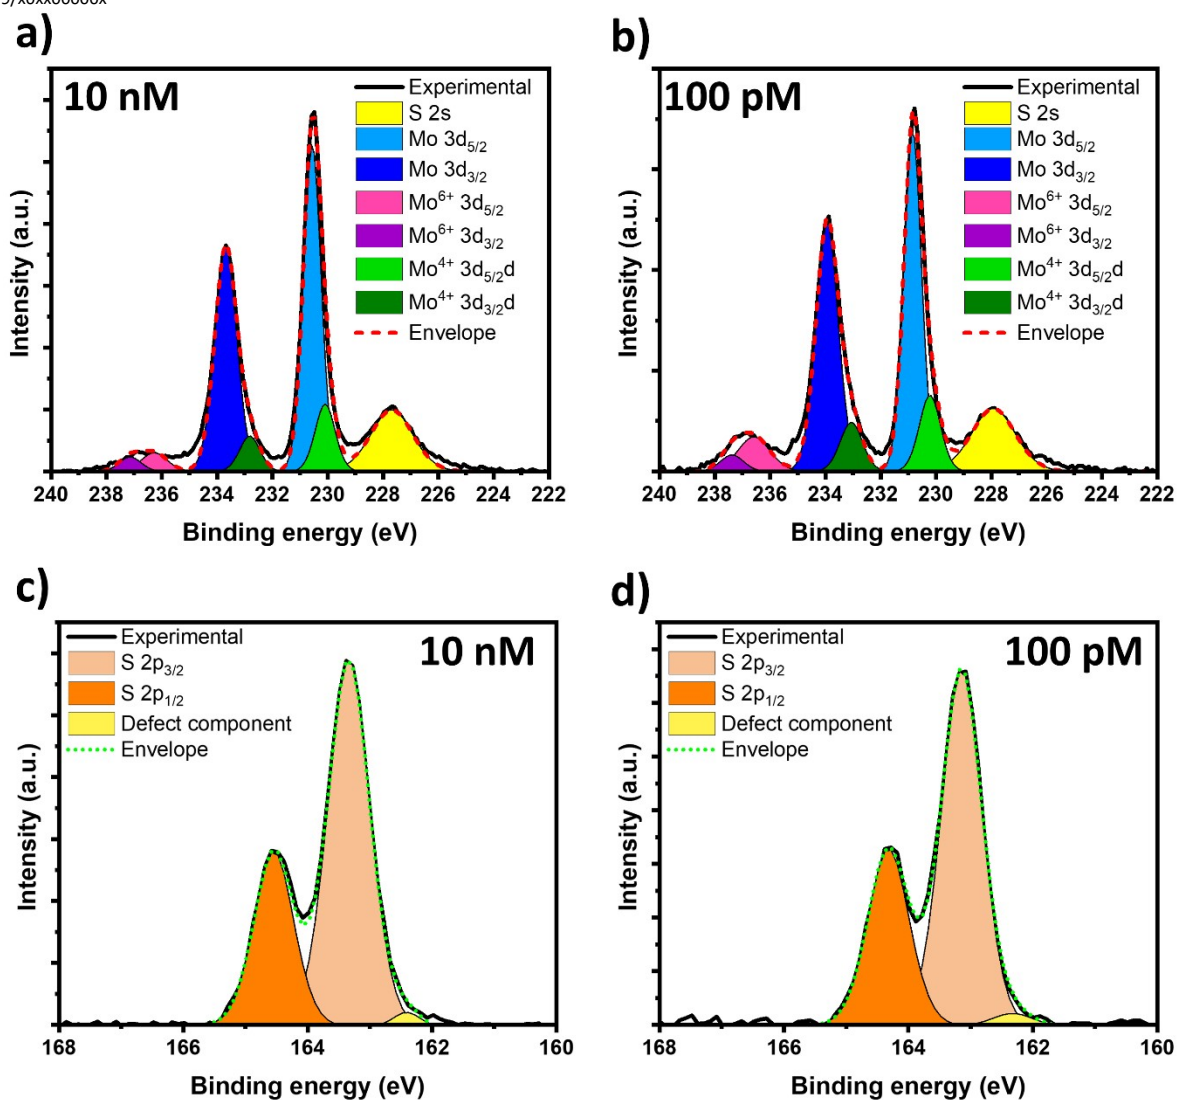 a)
10 nM
Experimental
S 2s
Mo 3d5/2
Mo 3d3/2
Mo6+ 3d5/2
Mo6+ 3d3/2
Mo4+ 3d5/2d
Mo4+ 3d3/2d
Envelope
Intensity (a.u.)
240 238 236 234 232 230 228 226 224 222
Binding energy (eV)
b)
100 pM
Experimental
S 2s
Mo 3d5/2
Mo 3d3/2
Mo6+ 3d5/2
Mo6+ 3d3/2
Mo4+ 3d5/2d
Mo4+ 3d3/2d
Envelope
Intensity (a.u.)
240 238 236 234 232 230 228 226 224 222
Binding energy (eV)
c)
10 nM
Experimental
S 2p3/2
S 2p1/2
Defect component
Envelope
Intensity (a.u.)
168 166 164 162 160
Binding energy (eV)
d)
100 pM
Experimental
S 2p3/2
S 2p1/2
Defect component
Envelope
Intensity (a.u.)
168 166 164 162 160
Binding energy (eV)